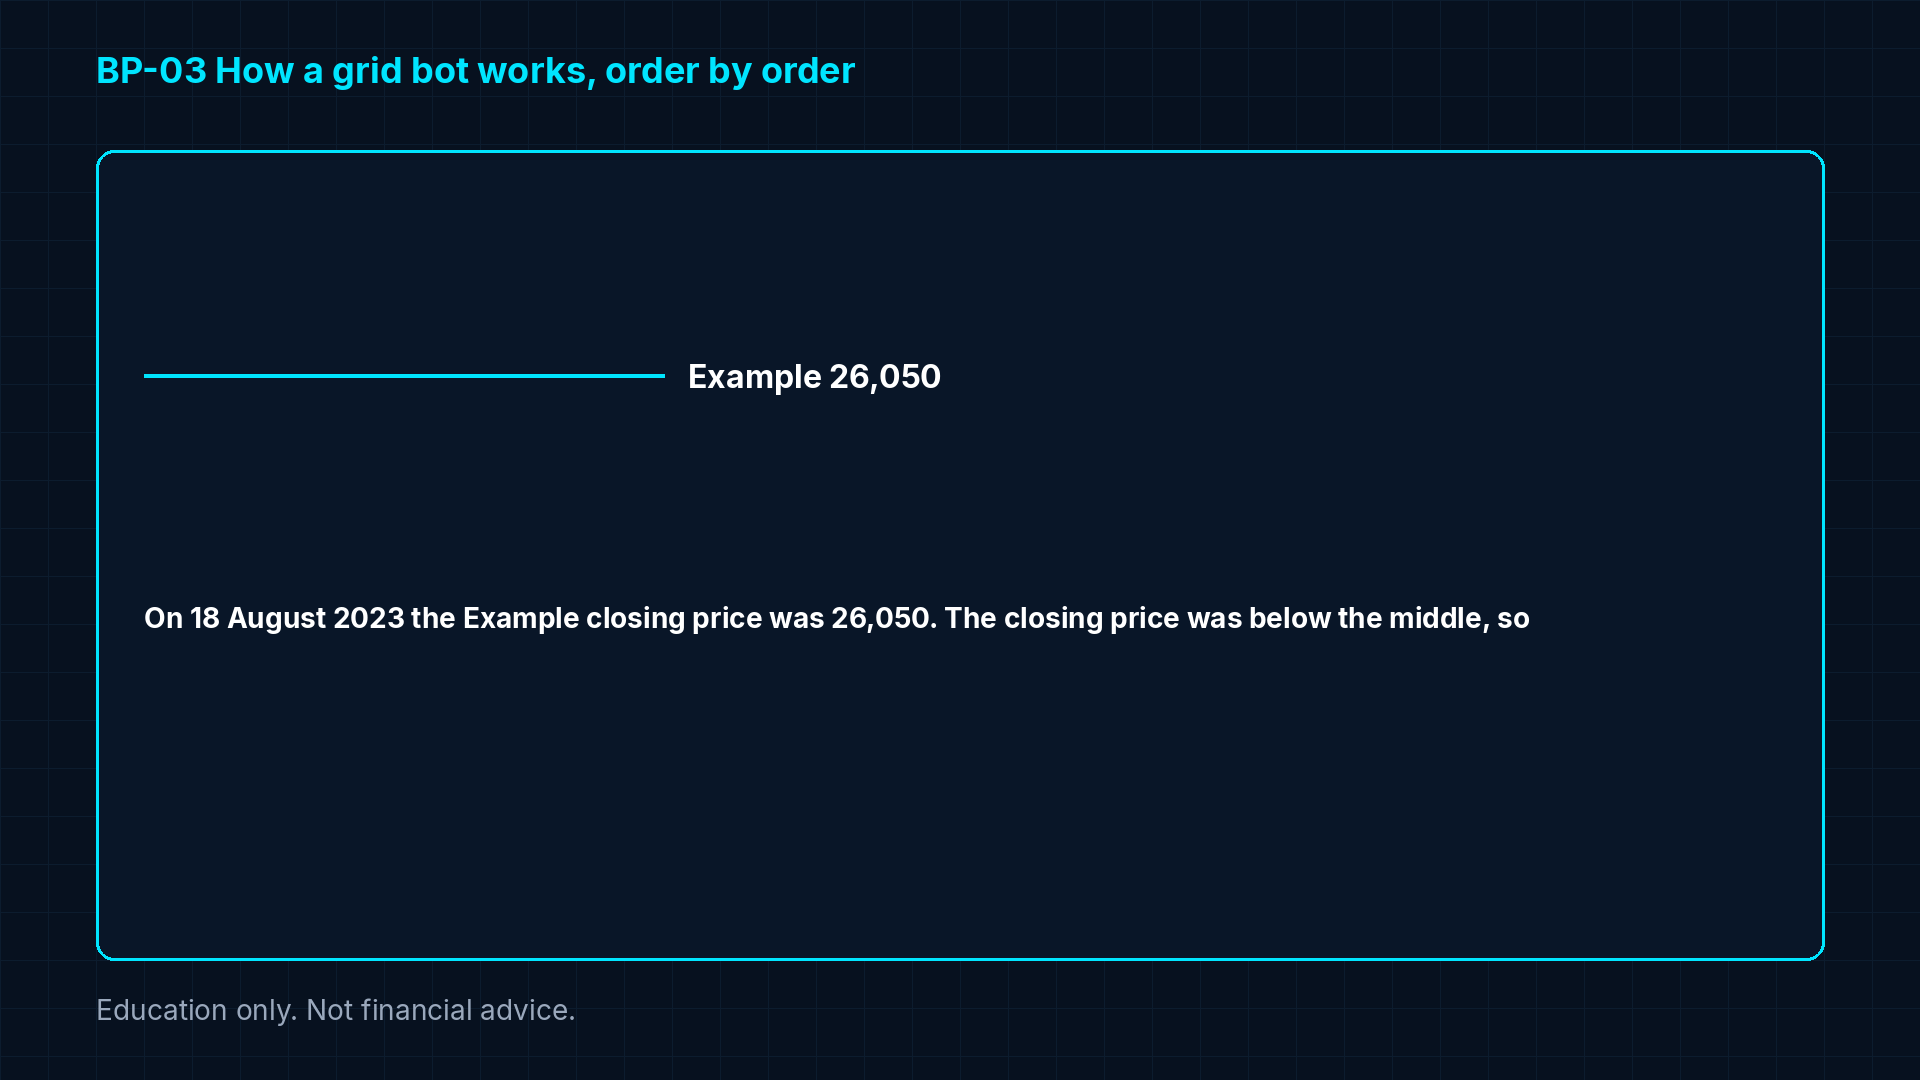 BP-03 How a grid bot works, order by order
Example 26,050
On 18 August 2023 the Example closing price was 26,050. The closing price was below the middle, so
Education only. Not financial advice.